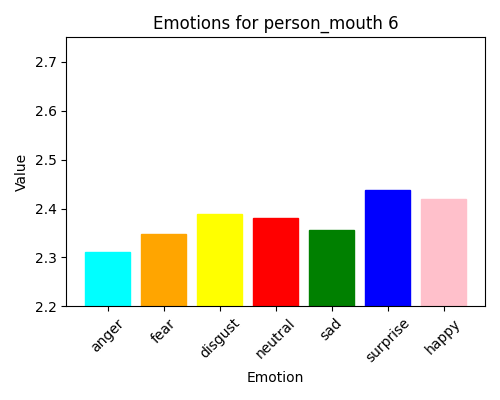 Emotions for person_mouth 6
2.7
2.6
2.5
2.4
2.3
2.2
Value
anger
fear
disgust
neutral
sad
surprise
happy
Emotion